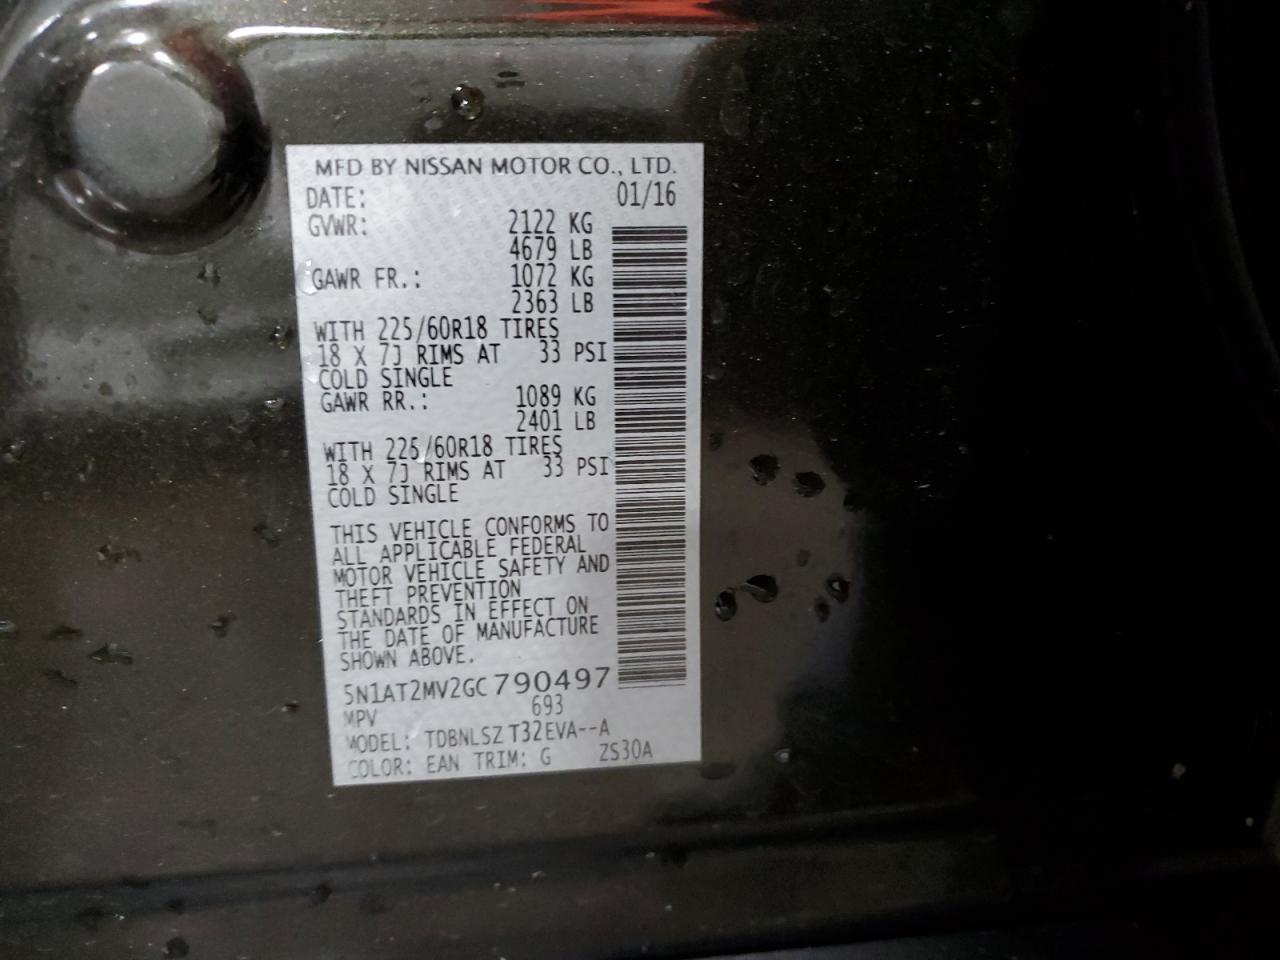 MFD BY NISSAN MOTOR CO., LTD.
DATE: 01/16
GVWR: 2122 KG
4679 LB
GAWR FR.: 1072 KG
2363 LB
WITH 225/60R18 TIRES
18 X 7J RIMS AT 33 PSI
COLD SINGLE
GAWR RR.: 1089 KG
2401 LB
WITH 225/60R18 TIRES
18 X 7J RIMS AT 33 PSI
COLD SINGLE
THIS VEHICLE CONFORMS TO
ALL APPLICABLE FEDERAL
MOTOR VEHICLE SAFETY AND
THEFT PREVENTION
STANDARDS IN EFFECT ON
THE DATE OF MANUFACTURE
SHOWN ABOVE.
5N1AT2MV2GC790497
MPV 693
MODEL: TDBNLSZ T32EVA--A
COLOR: EAN TRIM: G ZS30A